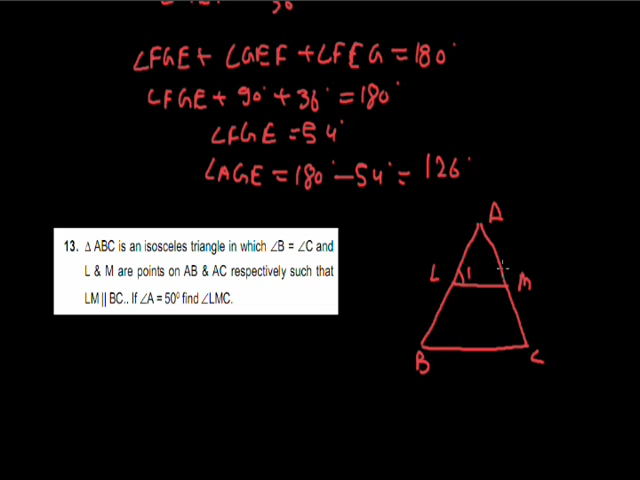 ∠FGE + ∠GEF + ∠FEG = 180°
∠FGE + 90° + 36° = 180°
∠FGE = 54°
∠AGE = 180° - 54° = 126°
13. Δ ABC is an isosceles triangle in which ∠B = ∠C and
L & M are points on AB & AC respectively such that
LM || BC.. If ∠A = 50⁰ find ∠LMC.
A
L 1 M
B C